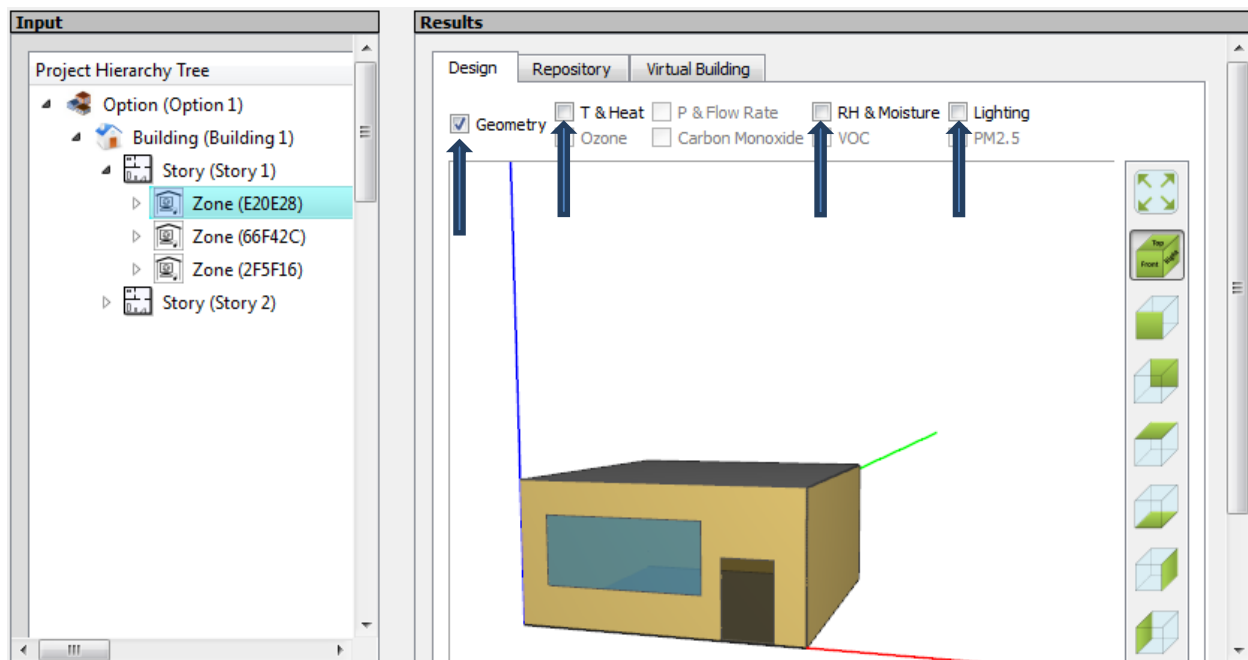 Input
Project Hierarchy Tree
Option (Option 1)
Building (Building 1)
Story (Story 1)
Zone (E20E28)
Zone (66F42C)
Zone (2F5F16)
Story (Story 2)
Results
Design Repository Virtual Building
Geometry T & Heat P & Flow Rate RH & Moisture Lighting
Ozone Carbon Monoxide VOC PM2.5
Top
Front Right